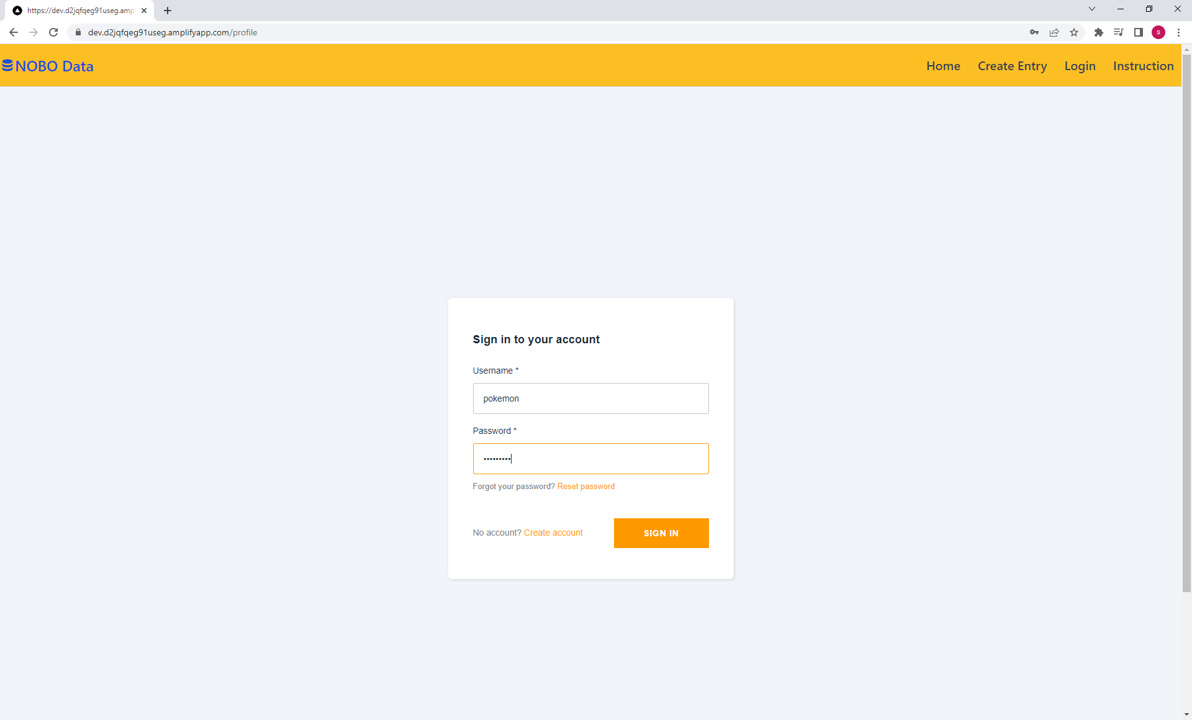 https://dev.d2jqfqeg91useg.amp
dev.d2jqfqeg91useg.amplifyapp.com/profile
S
NOBO Data
Home Create Entry Login Instruction
Sign in to your account
Username *
pokemon
Password *
•••••••••
Forgot your password? Reset password
No account? Create account
SIGN IN